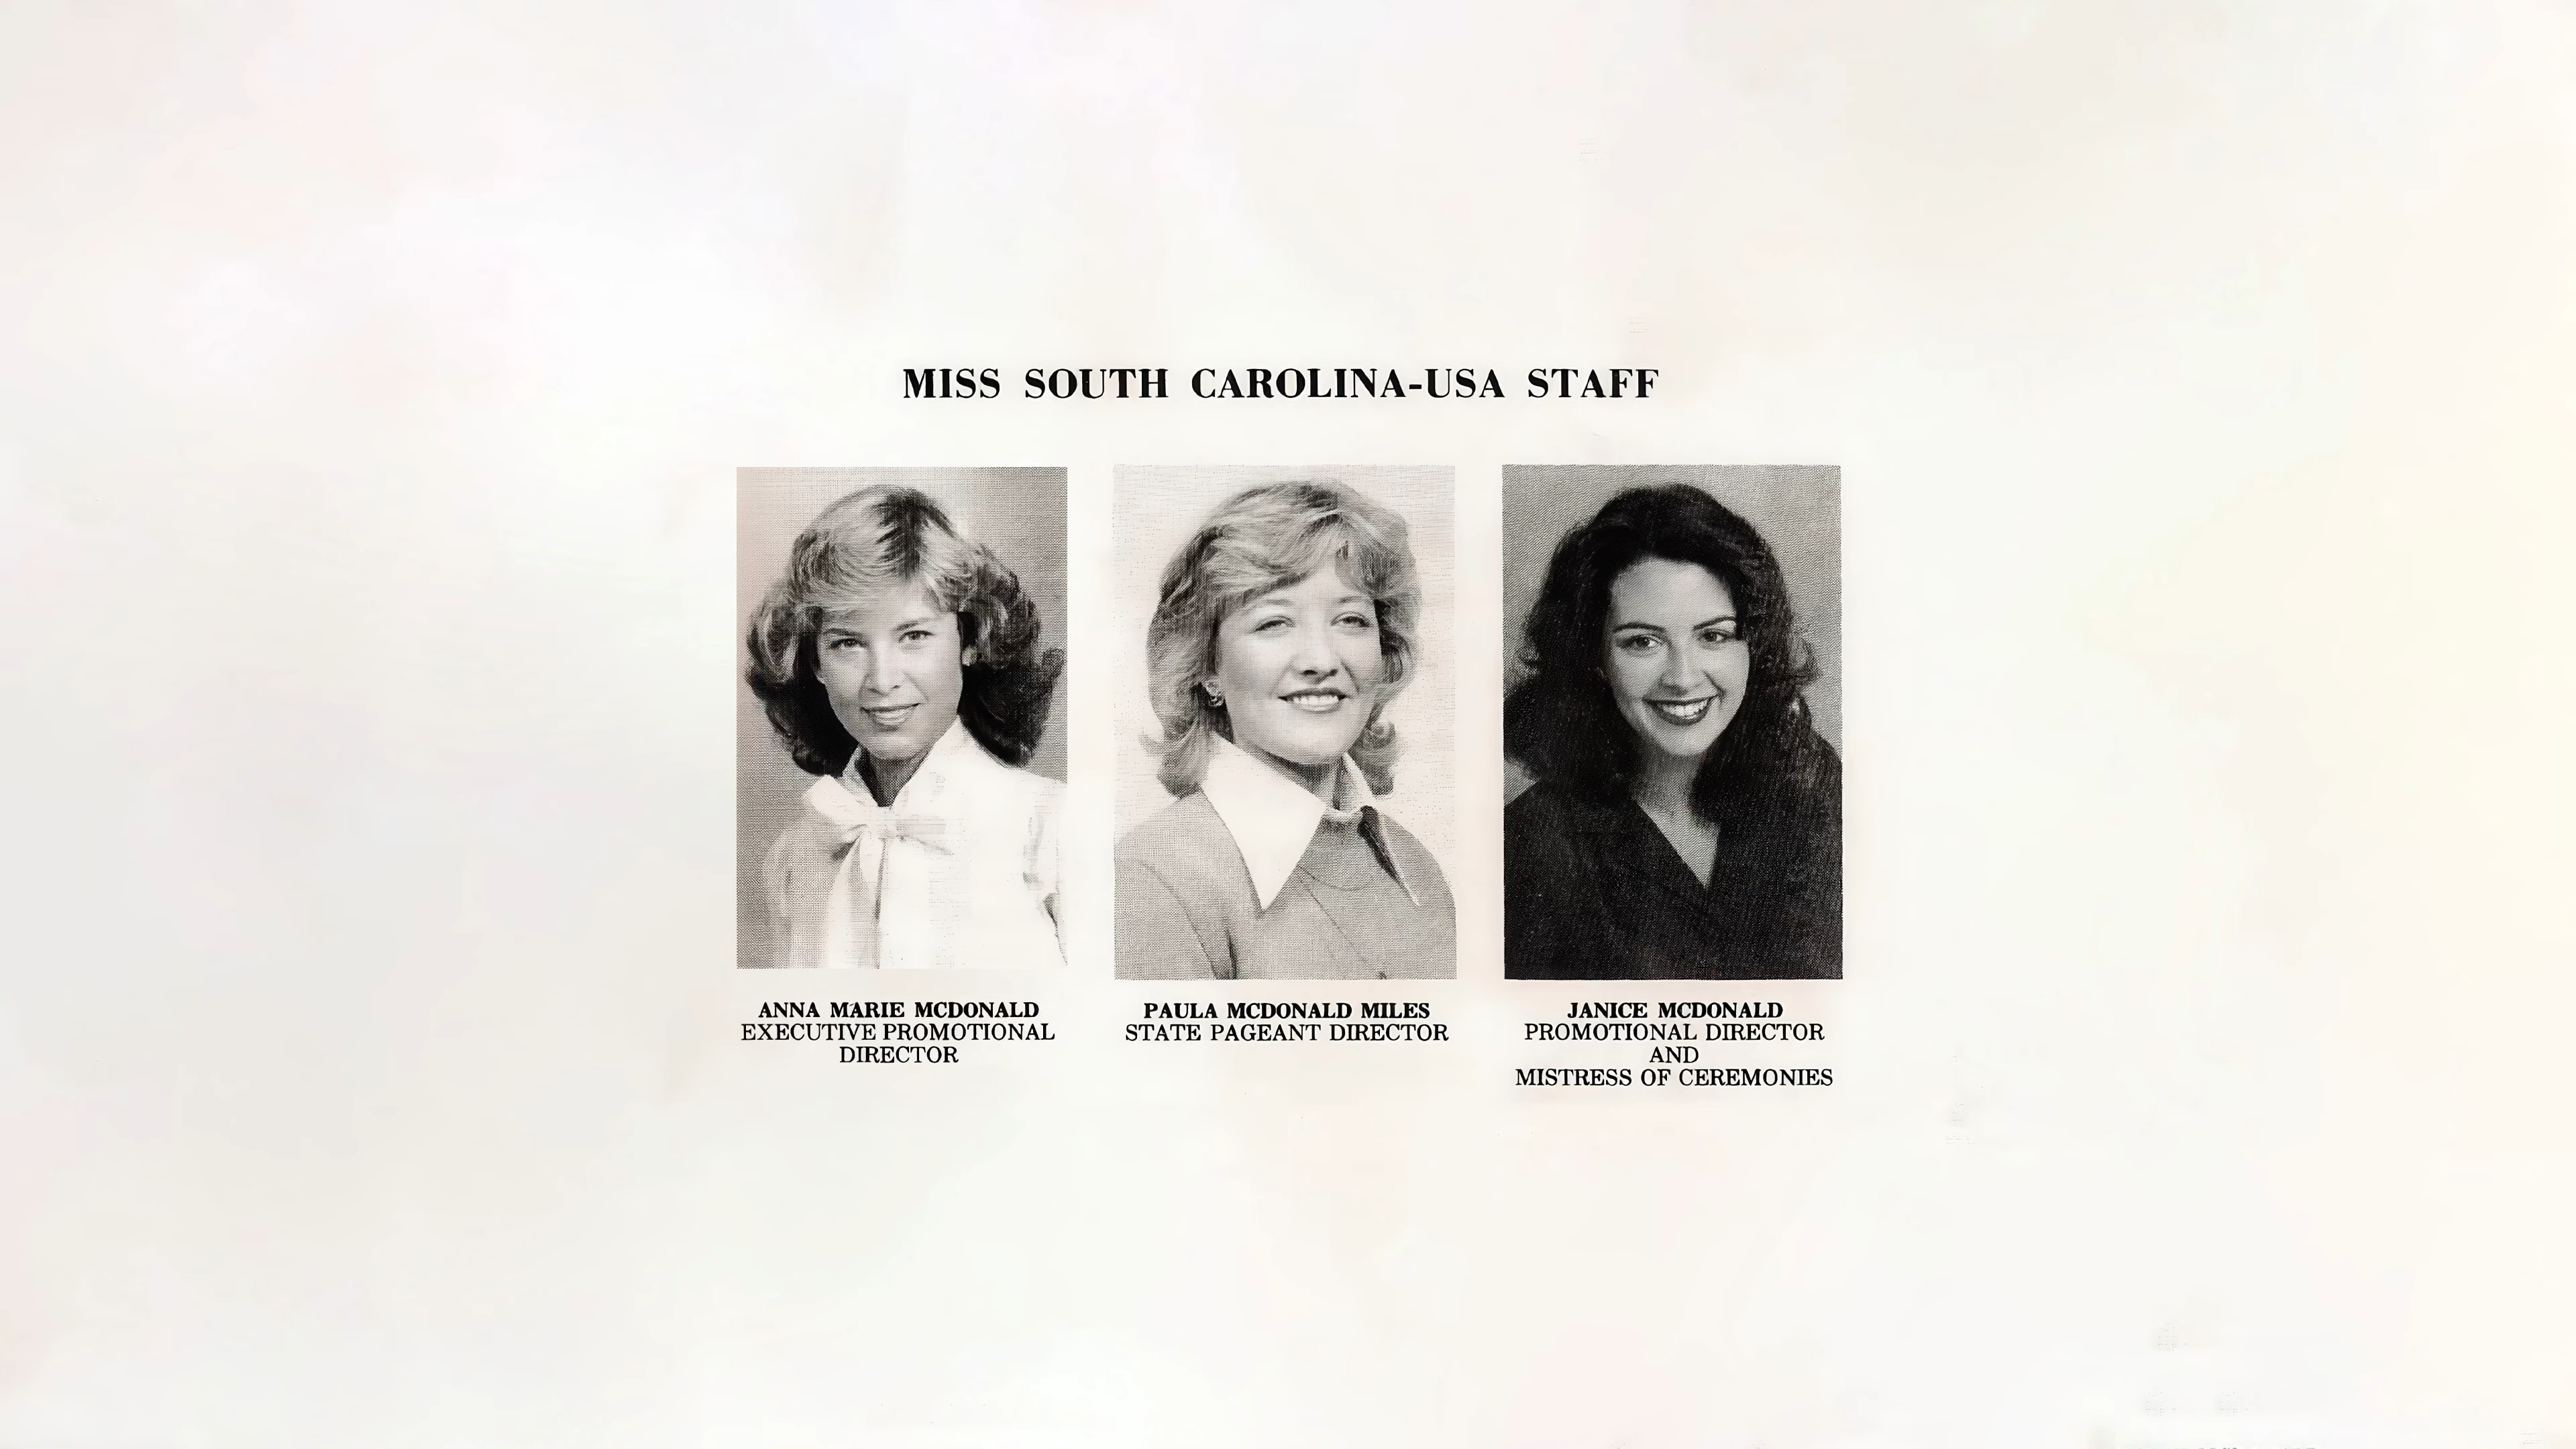 MISS SOUTH CAROLINA-USA STAFF
ANNA MARIE MCDONALD
EXECUTIVE PROMOTIONAL
DIRECTOR
PAULA MCDONALD MILES
STATE PAGEANT DIRECTOR
JANICE MCDONALD
PROMOTIONAL DIRECTOR
AND
MISTRESS OF CEREMONIES